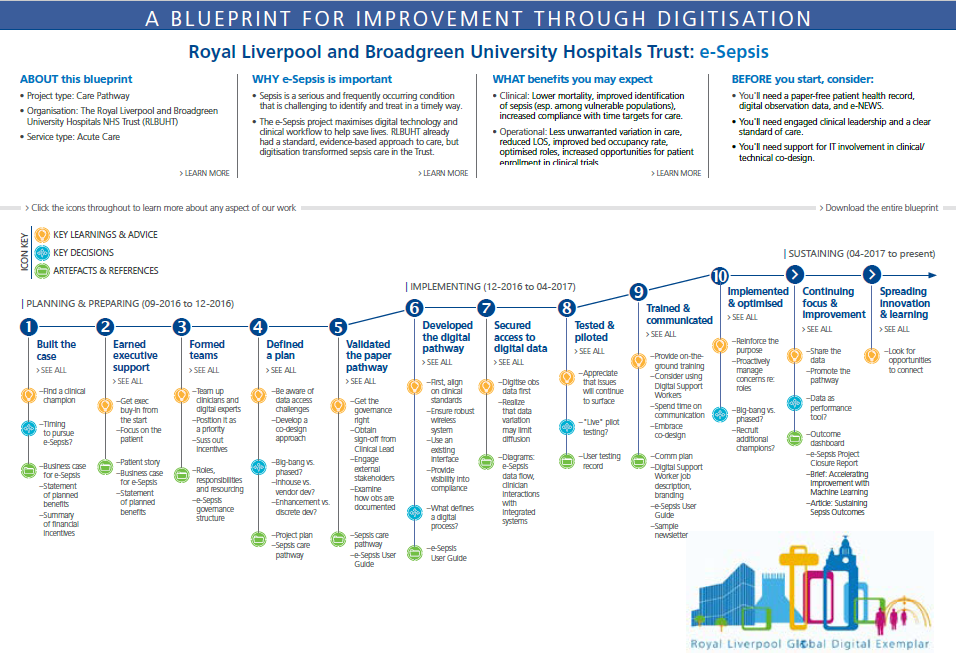 A BLUEPRINT FOR IMPROVEMENT THROUGH DIGITISATION
Royal Liverpool and Broadgreen University Hospitals Trust: e-Sepsis
ABOUT this blueprint
• Project type: Care Pathway
• Organisation: The Royal Liverpool and Broadgreen
University Hospitals NHS Trust (RLBUHT)
• Service type: Acute Care
> LEARN MORE
WHY e-Sepsis is important
• Sepsis is a serious and frequently occurring condition
that is challenging to identify and treat in a timely way.
• The e-Sepsis project maximises digital technology and
clinical workflow to help save lives. RLBUHT already
had a standard, evidence-based approach to care, but
digitisation transformed sepsis care in the Trust.
> LEARN MORE
WHAT benefits you may expect
• Clinical: Lower mortality, improved identification
of sepsis (esp. among vulnerable populations),
increased compliance with time targets for care.
• Operational: Less unwarranted variation in care,
reduced LOS, improved bed occupancy rate,
optimised roles, increased opportunities for patient
enrollment in clinical trials.
> LEARN MORE
BEFORE you start, consider:
• You'll need a paper-free patient health record,
digital observation data, and e-NEWS.
• You'll need engaged clinical leadership and a clear
standard of care.
• You'll need support for IT involvement in clinical/
technical co-design.
> Click the icons throughout to learn more about any aspect of our work
> Download the entire blueprint
ICON KEY
KEY LEARNINGS & ADVICE
KEY DECISIONS
ARTEFACTS & REFERENCES
PLANNING & PREPARING (09-2016 to 12-2016)
IMPLEMENTING (12-2016 to 04-2017)
SUSTAINING (04-2017 to present)
1
Built the
case
> SEE ALL
–Find a clinical
champion
–Timing
to pursue
e-Sepsis?
–Business case
for e-Sepsis
–Statement
of planned
benefits
–Summary
of financial
incentives
2
Earned
executive
support
> SEE ALL
–Get exec
buy-in from
the start
–Focus on the
patient
–Patient story
–Business case
for e-Sepsis
–Statement
of planned
benefits
3
Formed
teams
> SEE ALL
–Team up
clinicians and
digital experts
–Position it as
a priority
–Suss out
incentives
–Roles,
responsibilities
and resourcing
–e-Sepsis
governance
structure
4
Defined
a plan
> SEE ALL
–Be aware of
data access
challenges
–Develop a
co-design
approach
–Big-bang vs.
phased?
–Inhouse vs.
vendor dev?
–Enhancement vs.
discrete dev?
–Project plan
–Sepsis care
pathway
5
Validated
the paper
pathway
> SEE ALL
–Get the
governance
right
–Obtain
sign-off from
Clinical Lead
–Engage
external
stakeholders
–Examine
how obs are
documented
–Sepsis care
pathway
–e-Sepsis User
Guide
6
Developed
the digital
pathway
> SEE ALL
–First, align
on clinical
standards
–Ensure robust
wireless
system
–Use an
existing
interface
–Provide
visibility into
compliance
–What defines
a digital
process?
–e-Sepsis
User Guide
7
Secured
access to
digital data
> SEE ALL
–Digitise obs
data first
–Realize
that data
variation
may limit
diffusion
–Diagrams:
e-Sepsis
data flow,
clinician
interactions
with
integrated
systems
8
Tested &
piloted
> SEE ALL
–Appreciate
that issues
will continue
to surface
–"Live" pilot
testing?
–User testing
record
9
Trained &
communicated
> SEE ALL
–Provide on-the-
ground training
–Consider using
Digital Support
Workers
–Spend time on
communication
–Embrace
co-design
–Comm plan
–Digital Support
Worker job
description,
branding
–e-Sepsis User
Guide
–Sample
newsletter
10
Implemented
& optimised
> SEE ALL
–Reinforce the
purpose
–Proactively
manage
concerns re:
roles
–Big-bang vs.
phased?
–Recruit
additional
champions?
Continuing
focus &
improvement
> SEE ALL
–Share the
data
–Promote the
pathway
–Data as
performance
tool?
–Outcome
dashboard
–e-Sepsis Project
Closure Report
–Brief: Accelerating
Improvement with
Machine Learning
–Article: Sustaining
Sepsis Outcomes
Spreading
innovation
& learning
> SEE ALL
–Look for
opportunities
to connect
Royal Liverpool Global Digital Exemplar